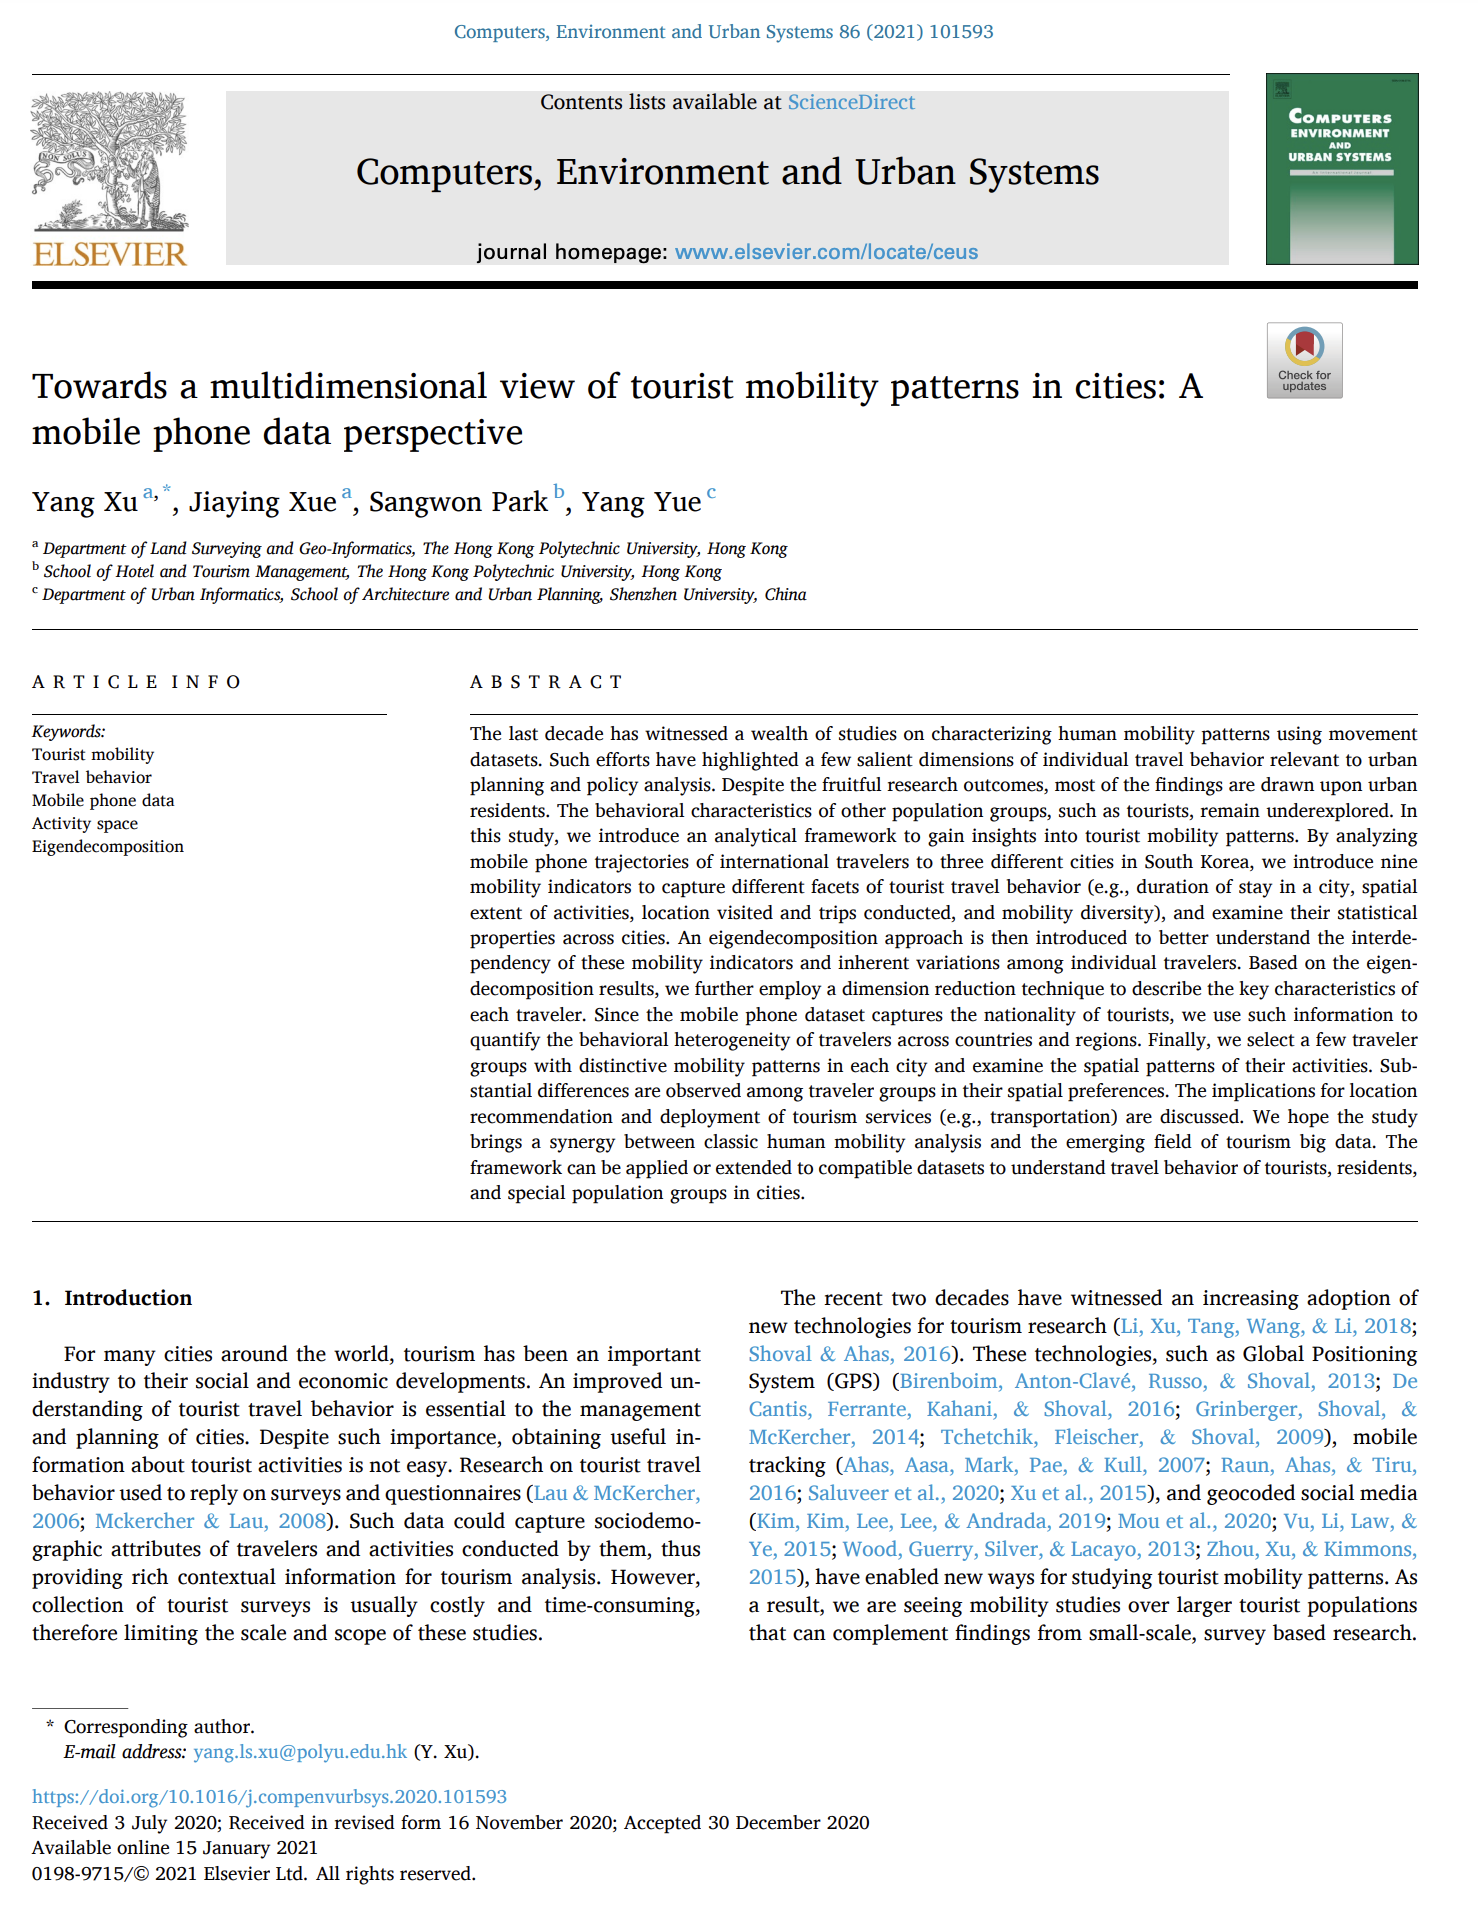 Computers, Environment and Urban Systems 86 (2021) 101593
Contents lists available at ScienceDirect
Computers, Environment and Urban Systems
journal homepage: www.elsevier.com/locate/ceus
NON SOLUS
ELSEVIER
COMPUTERS
ENVIRONMENT
AND
URBAN SYSTEMS
Check for
updates
Towards a multidimensional view of tourist mobility patterns in cities: A
mobile phone data perspective
Yang Xu a,*, Jiaying Xue a, Sangwon Park b, Yang Yue c
a Department of Land Surveying and Geo-Informatics, The Hong Kong Polytechnic University, Hong Kong
b School of Hotel and Tourism Management, The Hong Kong Polytechnic University, Hong Kong
c Department of Urban Informatics, School of Architecture and Urban Planning, Shenzhen University, China
ARTICLE INFO
Keywords:
Tourist mobility
Travel behavior
Mobile phone data
Activity space
Eigendecomposition
ABSTRACT
The last decade has witnessed a wealth of studies on characterizing human mobility patterns using movement
datasets. Such efforts have highlighted a few salient dimensions of individual travel behavior relevant to urban
planning and policy analysis. Despite the fruitful research outcomes, most of the findings are drawn upon urban
residents. The behavioral characteristics of other population groups, such as tourists, remain underexplored. In
this study, we introduce an analytical framework to gain insights into tourist mobility patterns. By analyzing
mobile phone trajectories of international travelers to three different cities in South Korea, we introduce nine
mobility indicators to capture different facets of tourist travel behavior (e.g., duration of stay in a city, spatial
extent of activities, location visited and trips conducted, and mobility diversity), and examine their statistical
properties across cities. An eigendecomposition approach is then introduced to better understand the interde-
pendency of these mobility indicators and inherent variations among individual travelers. Based on the eigen-
decomposition results, we further employ a dimension reduction technique to describe the key characteristics of
each traveler. Since the mobile phone dataset captures the nationality of tourists, we use such information to
quantify the behavioral heterogeneity of travelers across countries and regions. Finally, we select a few traveler
groups with distinctive mobility patterns in each city and examine the spatial patterns of their activities. Sub-
stantial differences are observed among traveler groups in their spatial preferences. The implications for location
recommendation and deployment of tourism services (e.g., transportation) are discussed. We hope the study
brings a synergy between classic human mobility analysis and the emerging field of tourism big data. The
framework can be applied or extended to compatible datasets to understand travel behavior of tourists, residents,
and special population groups in cities.
1. Introduction
For many cities around the world, tourism has been an important
industry to their social and economic developments. An improved un-
derstanding of tourist travel behavior is essential to the management
and planning of cities. Despite such importance, obtaining useful in-
formation about tourist activities is not easy. Research on tourist travel
behavior used to reply on surveys and questionnaires (Lau & McKercher,
2006; Mckercher & Lau, 2008). Such data could capture sociodemo-
graphic attributes of travelers and activities conducted by them, thus
providing rich contextual information for tourism analysis. However,
collection of tourist surveys is usually costly and time-consuming,
therefore limiting the scale and scope of these studies.
The recent two decades have witnessed an increasing adoption of
new technologies for tourism research (Li, Xu, Tang, Wang, & Li, 2018;
Shoval & Ahas, 2016). These technologies, such as Global Positioning
System (GPS) (Birenboim, Anton-Clavé, Russo, & Shoval, 2013; De
Cantis, Ferrante, Kahani, & Shoval, 2016; Grinberger, Shoval, &
McKercher, 2014; Tchetchik, Fleischer, & Shoval, 2009), mobile
tracking (Ahas, Aasa, Mark, Pae, & Kull, 2007; Raun, Ahas, & Tiru,
2016; Saluveer et al., 2020; Xu et al., 2015), and geocoded social media
(Kim, Kim, Lee, Lee, & Andrada, 2019; Mou et al., 2020; Vu, Li, Law, &
Ye, 2015; Wood, Guerry, Silver, & Lacayo, 2013; Zhou, Xu, & Kimmons,
2015), have enabled new ways for studying tourist mobility patterns. As
a result, we are seeing mobility studies over larger tourist populations
that can complement findings from small-scale, survey based research.
* Corresponding author.
E-mail address: yang.ls.xu@polyu.edu.hk (Y. Xu).
https://doi.org/10.1016/j.compenvurbsys.2020.101593
Received 3 July 2020; Received in revised form 16 November 2020; Accepted 30 December 2020
Available online 15 January 2021
0198-9715/© 2021 Elsevier Ltd. All rights reserved.